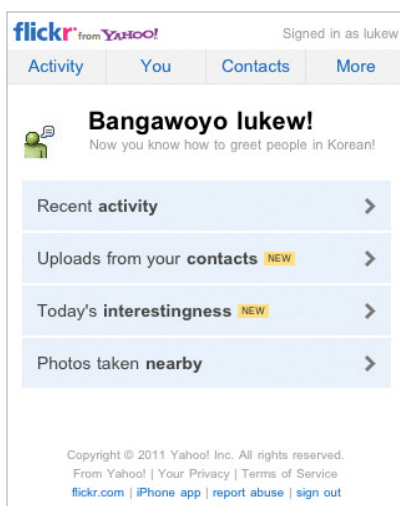 flickr from YAHOO! Signed in as lukew
Activity You Contacts More
Bangawoyo lukew!
Now you know how to greet people in Korean!
Recent activity
Uploads from your contacts NEW
Today's interestingness NEW
Photos taken nearby
Copyright © 2011 Yahoo! Inc. All rights reserved.
From Yahoo! | Your Privacy | Terms of Service
flickr.com | iPhone app | report abuse | sign out